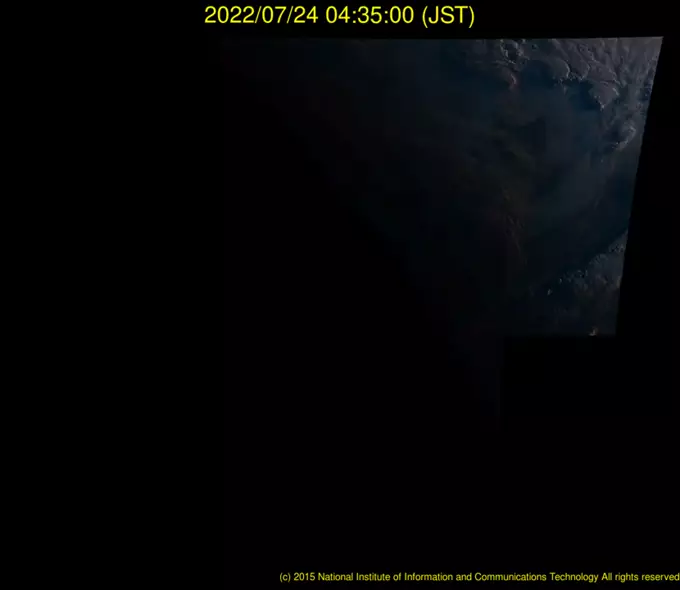 2022/07/24 04:35:00 (JST)
(c) 2015 National Institute of Information and Communications Technology All rights reserved